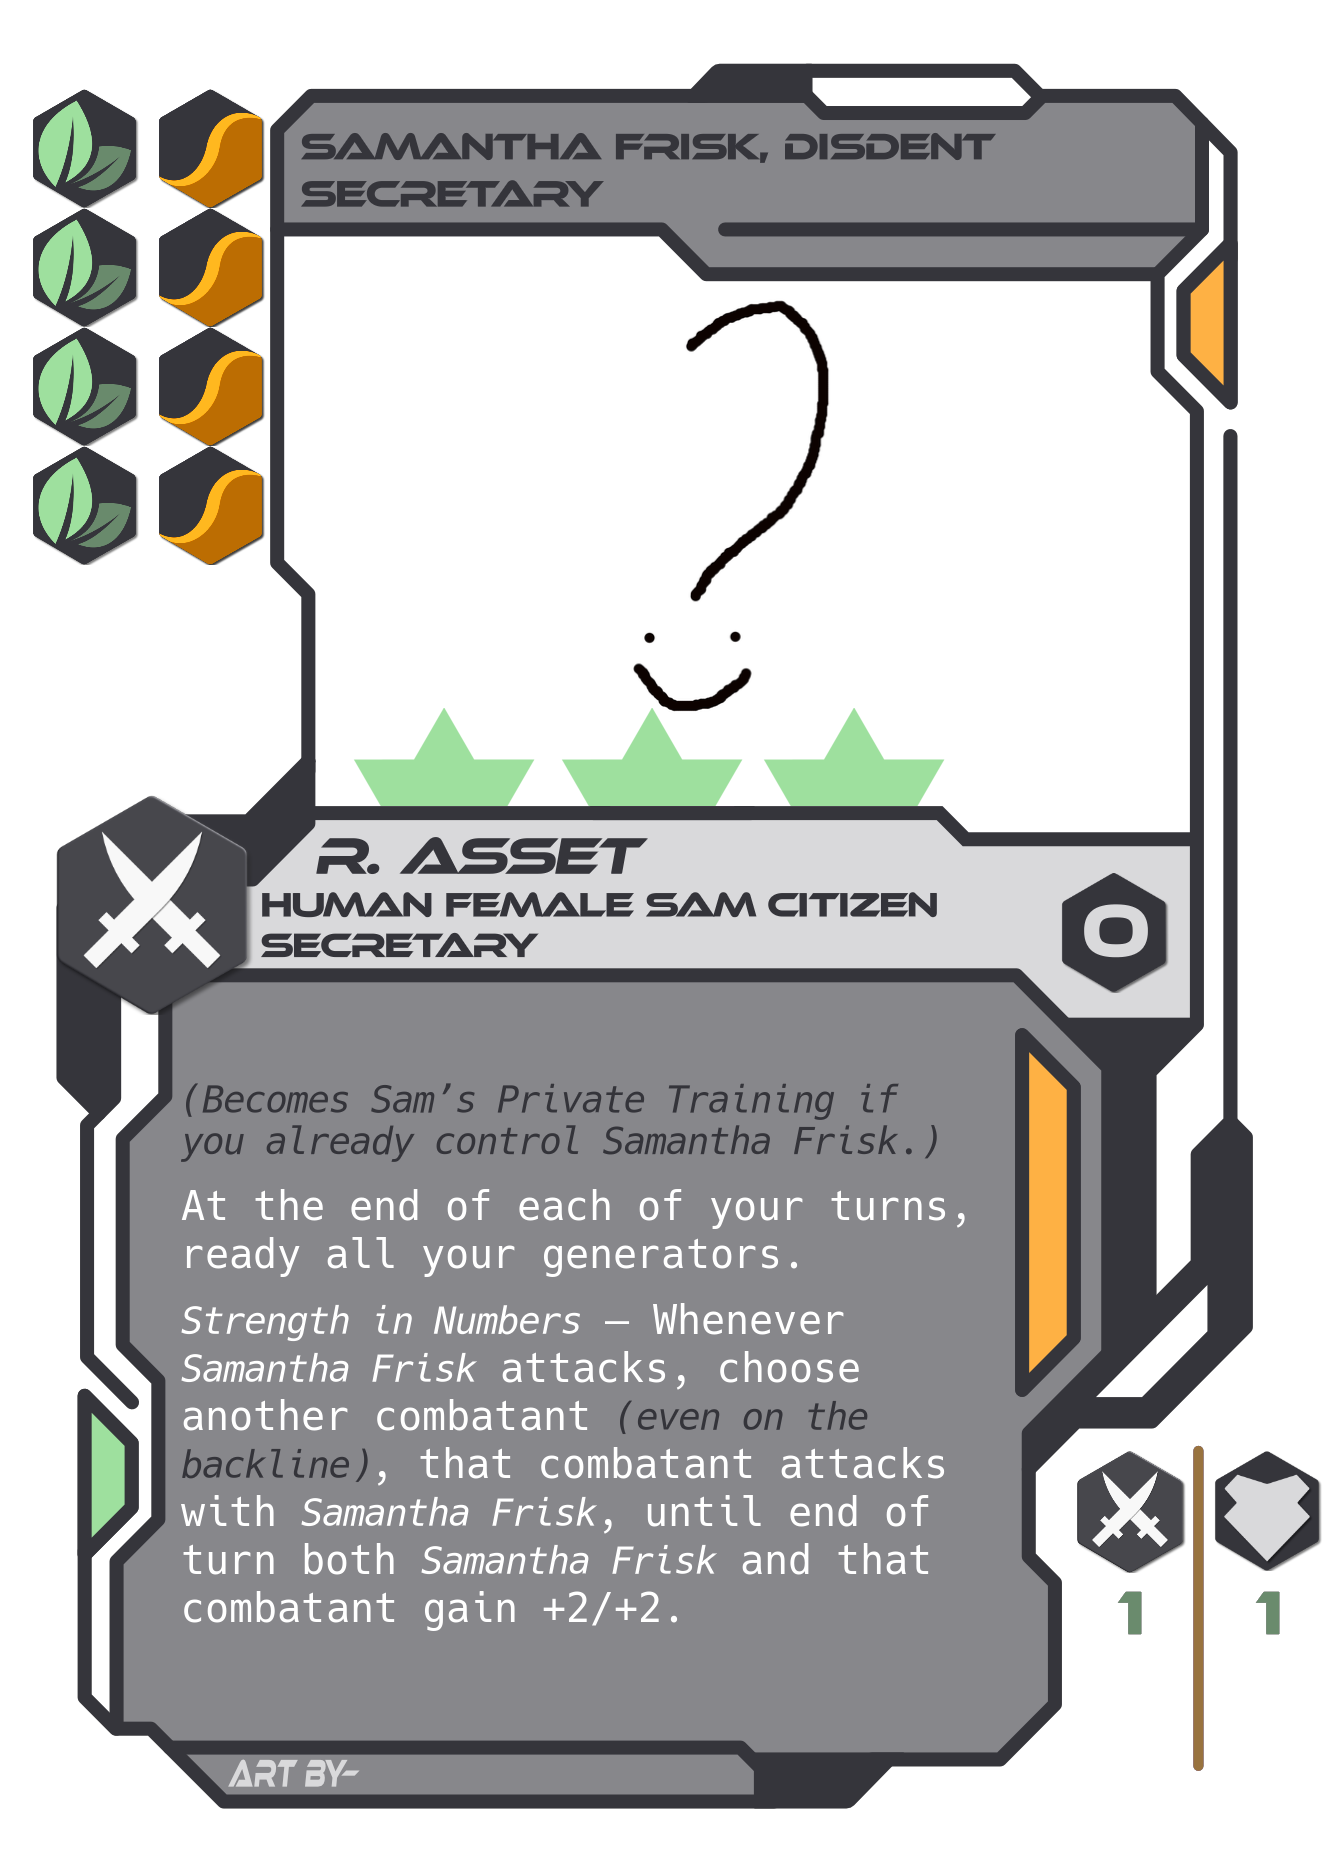 SAMANTHA FRISK, DISDENT
SECRETARY
R. ASSET
HUMAN FEMALE SAM CITIZEN
SECRETARY
0
(Becomes Sam’s Private Training if
you already control Samantha Frisk.)
At the end of each of your turns,
ready all your generators.
Strength in Numbers — Whenever
Samantha Frisk attacks, choose
another combatant (even on the
backline), that combatant attacks
with Samantha Frisk, until end of
turn both Samantha Frisk and that
combatant gain +2/+2.
1 1
ART BY-